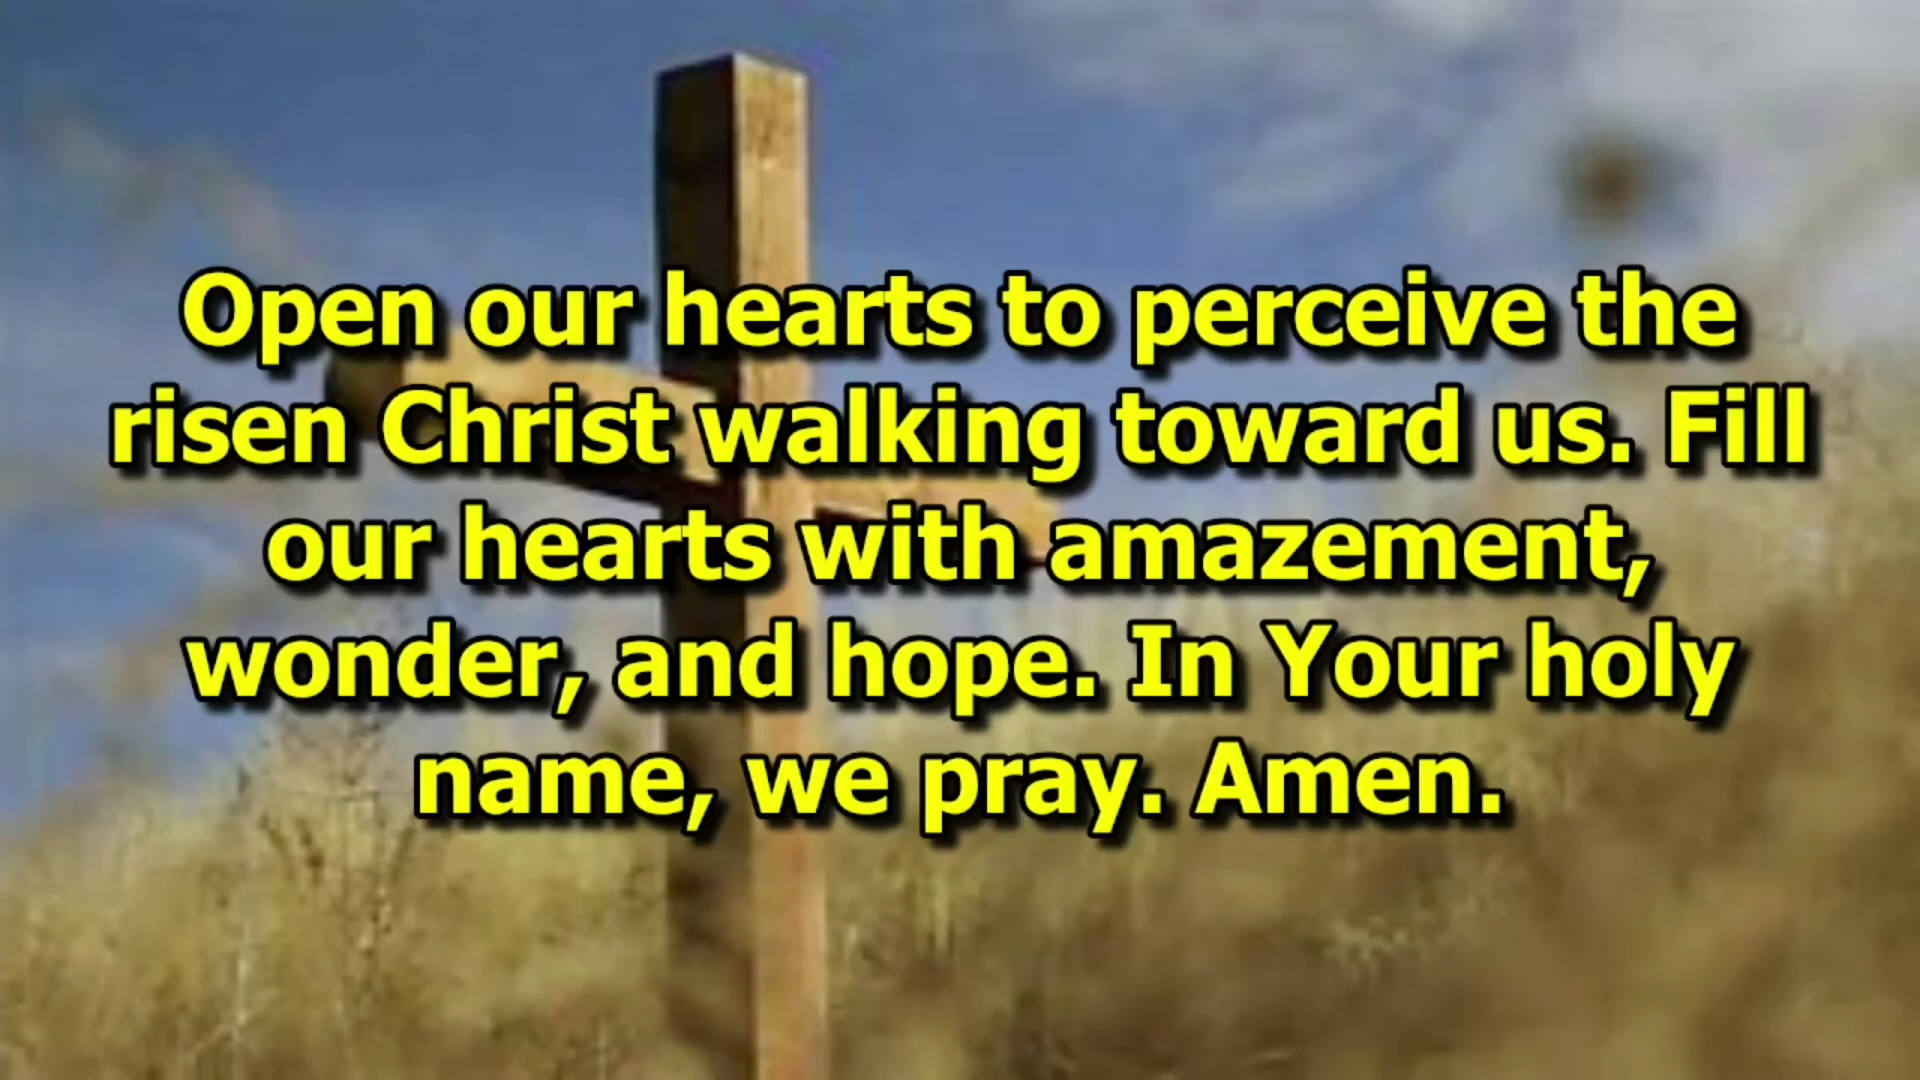 Open our hearts to perceive the
risen Christ walking toward us. Fill
our hearts with amazement,
wonder, and hope. In Your holy
name, we pray. Amen.